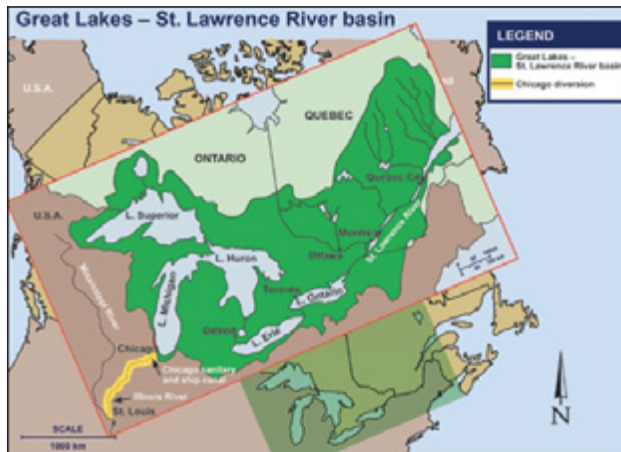 Great Lakes – St. Lawrence River basin
LEGEND
Great Lakes –
St. Lawrence River basin
Chicago diversion
U.S.A.
QUEBEC
ONTARIO
Quebec
U.S.A.
L. Superior
Montreal
St. Lawrence River
Ottawa
L. Huron
Mississippi River
L. Michigan
Toronto
L. Ontario
Detroit
L. Erie
Chicago
Chicago sanitary
and ship canal
Illinois River
St. Louis
SCALE
1000 km
N